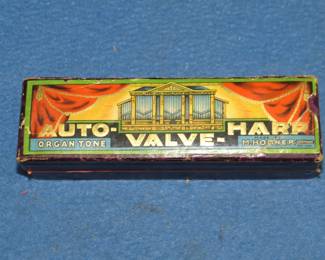 AUTO-
VALVE-
HARP
ORGAN TONE
M. HOHNER